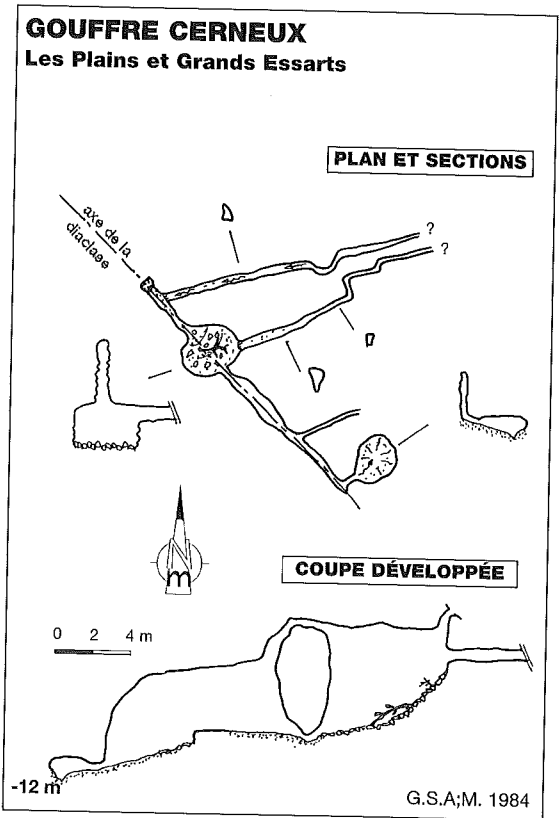 GOUFFRE CERNEUX
Les Plains et Grands Essarts
PLAN ET SECTIONS
axe de la
diaclase
?
?
COUPE DÉVELOPPÉE
0 2 4 m
-12 m
G.S.A;M. 1984